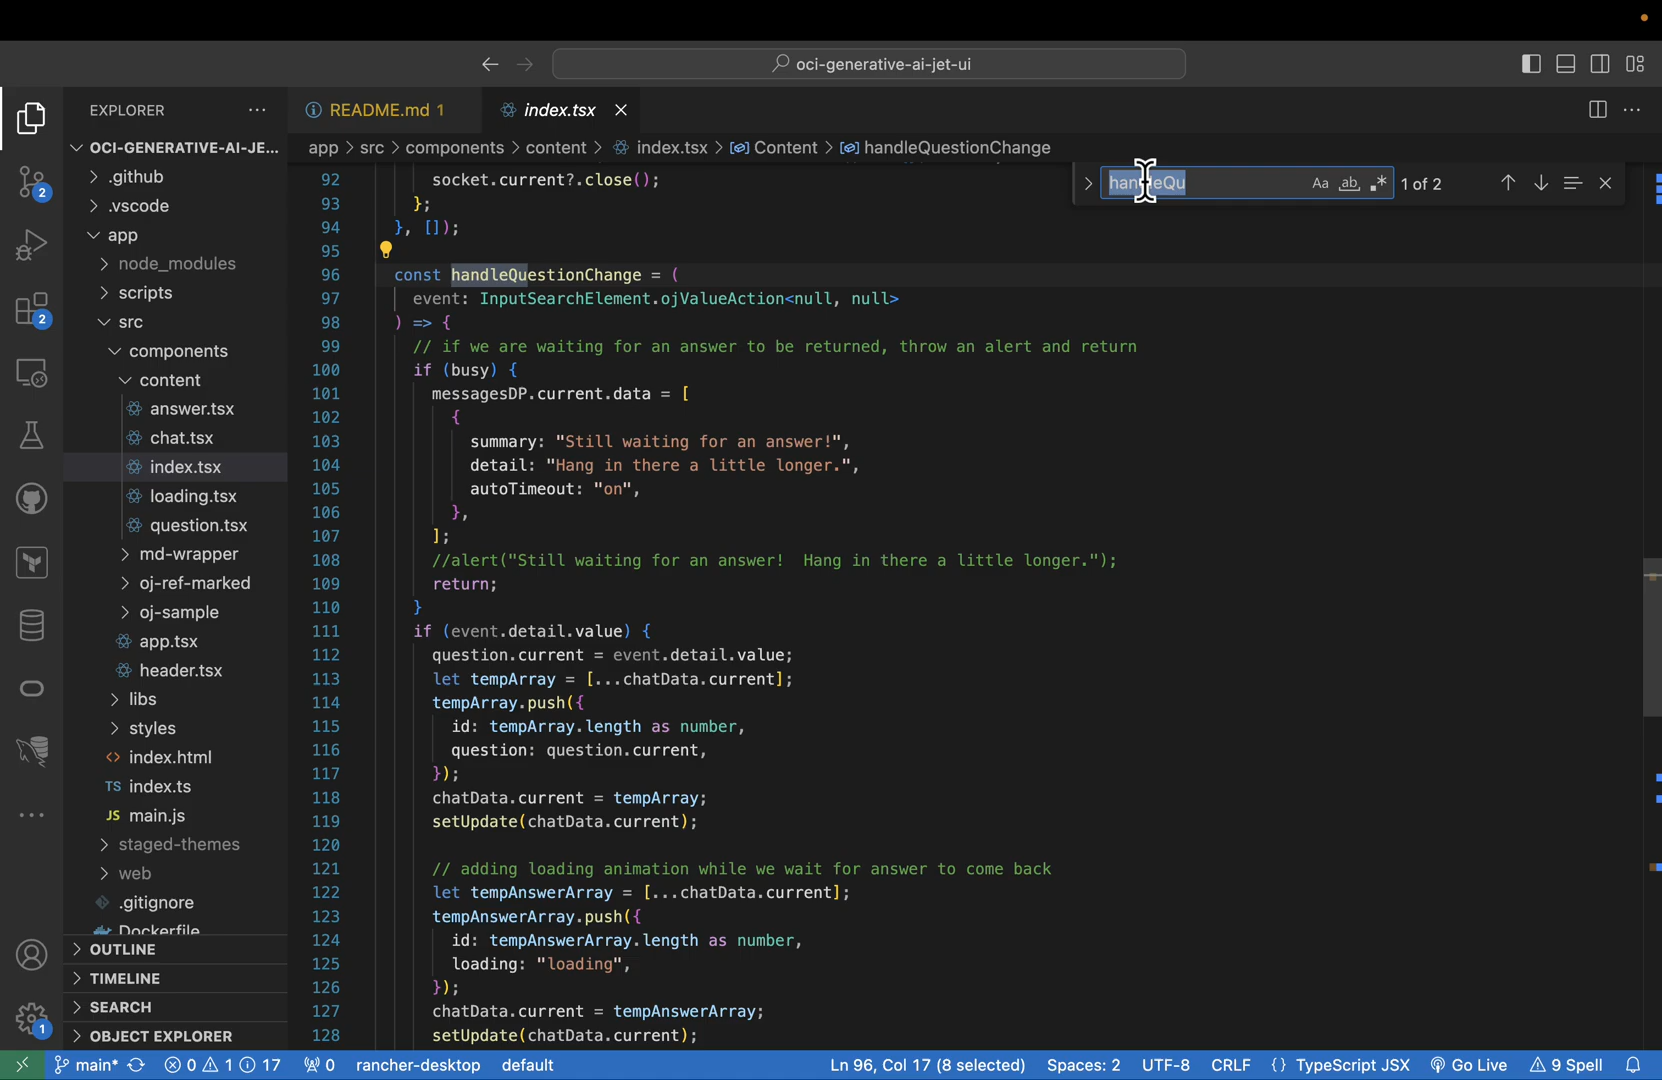 oci-generative-ai-jet-ui
EXPLORER
README.md 1
index.tsx
OCI-GENERATIVE-AI-JE...
app > src > components > content > index.tsx > Content > handleQuestionChange
handleQu
Aa ab .* 1 of 2
.github
.vscode
app
node_modules
scripts
src
components
content
answer.tsx
chat.tsx
index.tsx
loading.tsx
question.tsx
md-wrapper
oj-ref-marked
oj-sample
app.tsx
header.tsx
libs
styles
<> index.html
TS index.ts
JS main.js
staged-themes
web
.gitignore
Dockerfile
OUTLINE
TIMELINE
SEARCH
OBJECT EXPLORER
2
2
1
92 socket.current?.close();
93 };
94 }, []);
95
96 const handleQuestionChange = (
97 event: InputSearchElement.ojValueAction<null, null>
98 ) => {
99 // if we are waiting for an answer to be returned, throw an alert and return
100 if (busy) {
101 messagesDP.current.data = [
102 {
103 summary: "Still waiting for an answer!",
104 detail: "Hang in there a little longer.",
105 autoTimeout: "on",
106 },
107 ];
108 //alert("Still waiting for an answer!  Hang in there a little longer.");
109 return;
110 }
111 if (event.detail.value) {
112 question.current = event.detail.value;
113 let tempArray = [...chatData.current];
114 tempArray.push({
115 id: tempArray.length as number,
116 question: question.current,
117 });
118 chatData.current = tempArray;
119 setUpdate(chatData.current);
120
121 // adding loading animation while we wait for answer to come back
122 let tempAnswerArray = [...chatData.current];
123 tempAnswerArray.push({
124 id: tempAnswerArray.length as number,
125 loading: "loading",
126 });
127 chatData.current = tempAnswerArray;
128 setUpdate(chatData.current);
main* 0 1 17 0 rancher-desktop default Ln 96, Col 17 (8 selected) Spaces: 2 UTF-8 CRLF {} TypeScript JSX Go Live 9 Spell